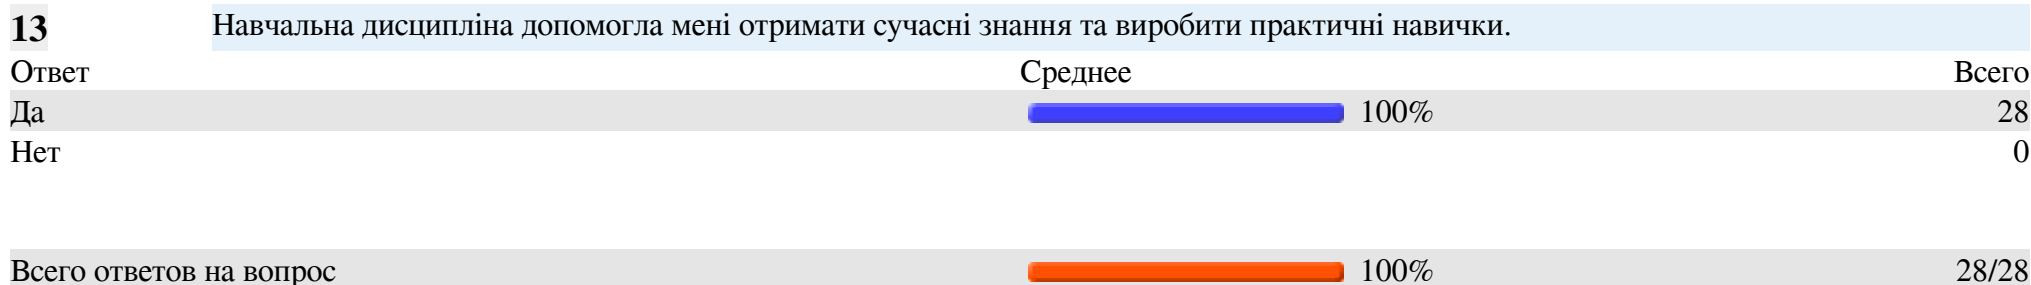 13 Навчальна дисципліна допомогла мені отримати сучасні знання та виробити практичні навички.
Ответ Среднее Всего
Да 100% 28
Нет 0
Всего ответов на вопрос 100% 28/28